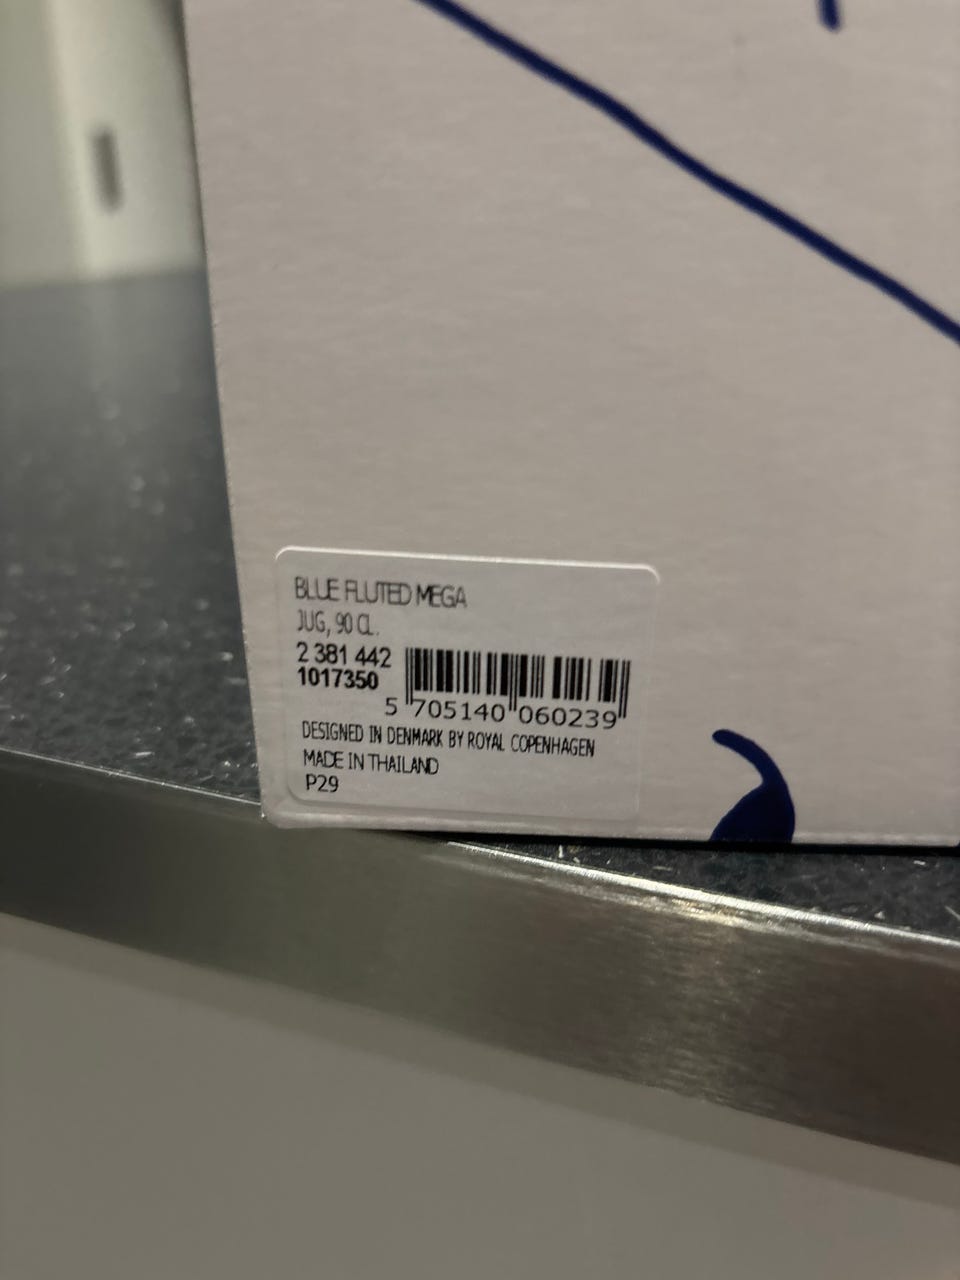 BLUE FLUTED MEGA
JUG, 90 CL.
2 381 442
1017350
5 705140 060239
DESIGNED IN DENMARK BY ROYAL COPENHAGEN
MADE IN THAILAND
P29